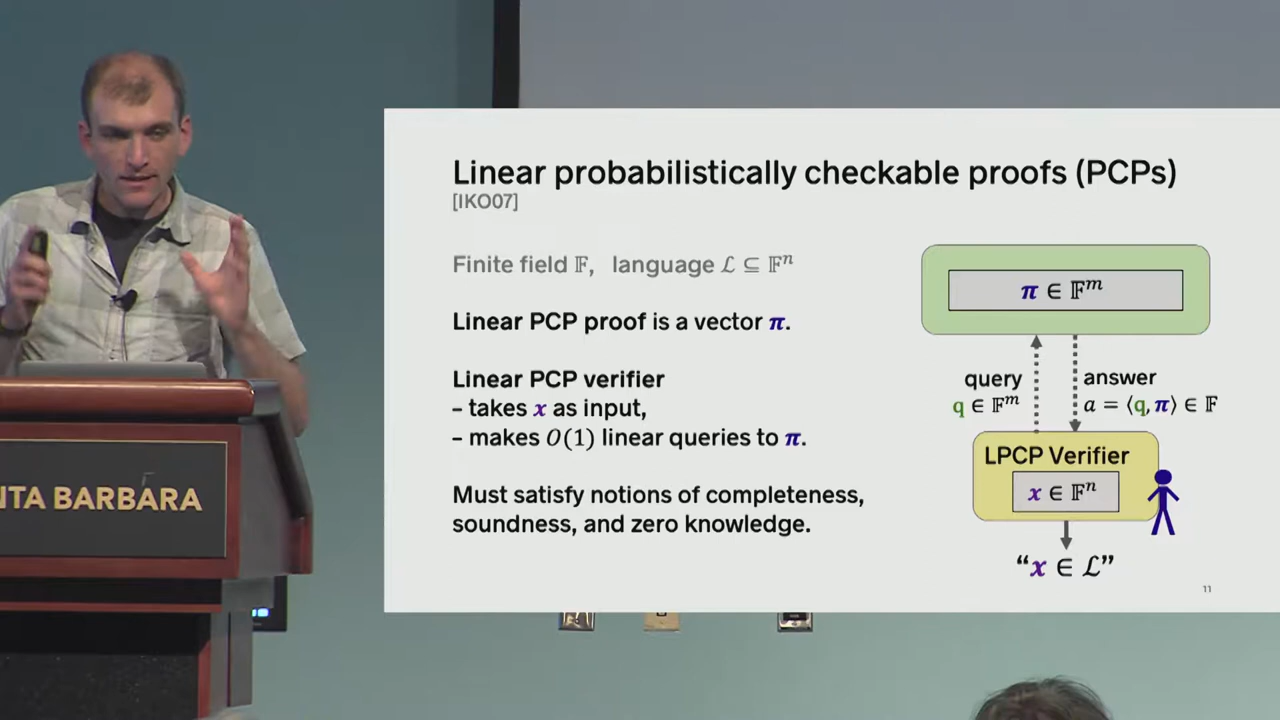 Linear probabilistically checkable proofs (PCPs)
[IKO07]
Finite field 𝔽, language ℒ ⊆ 𝔽ⁿ
Linear PCP proof is a vector π.
Linear PCP verifier
– takes x as input,
– makes O(1) linear queries to π.
Must satisfy notions of completeness,
soundness, and zero knowledge.
π ∈ 𝔽ᵐ
query
q ∈ 𝔽ᵐ
answer
a = ⟨q, π⟩ ∈ 𝔽
LPCP Verifier
x ∈ 𝔽ⁿ
“x ∈ ℒ”
11
NTA BARBARA